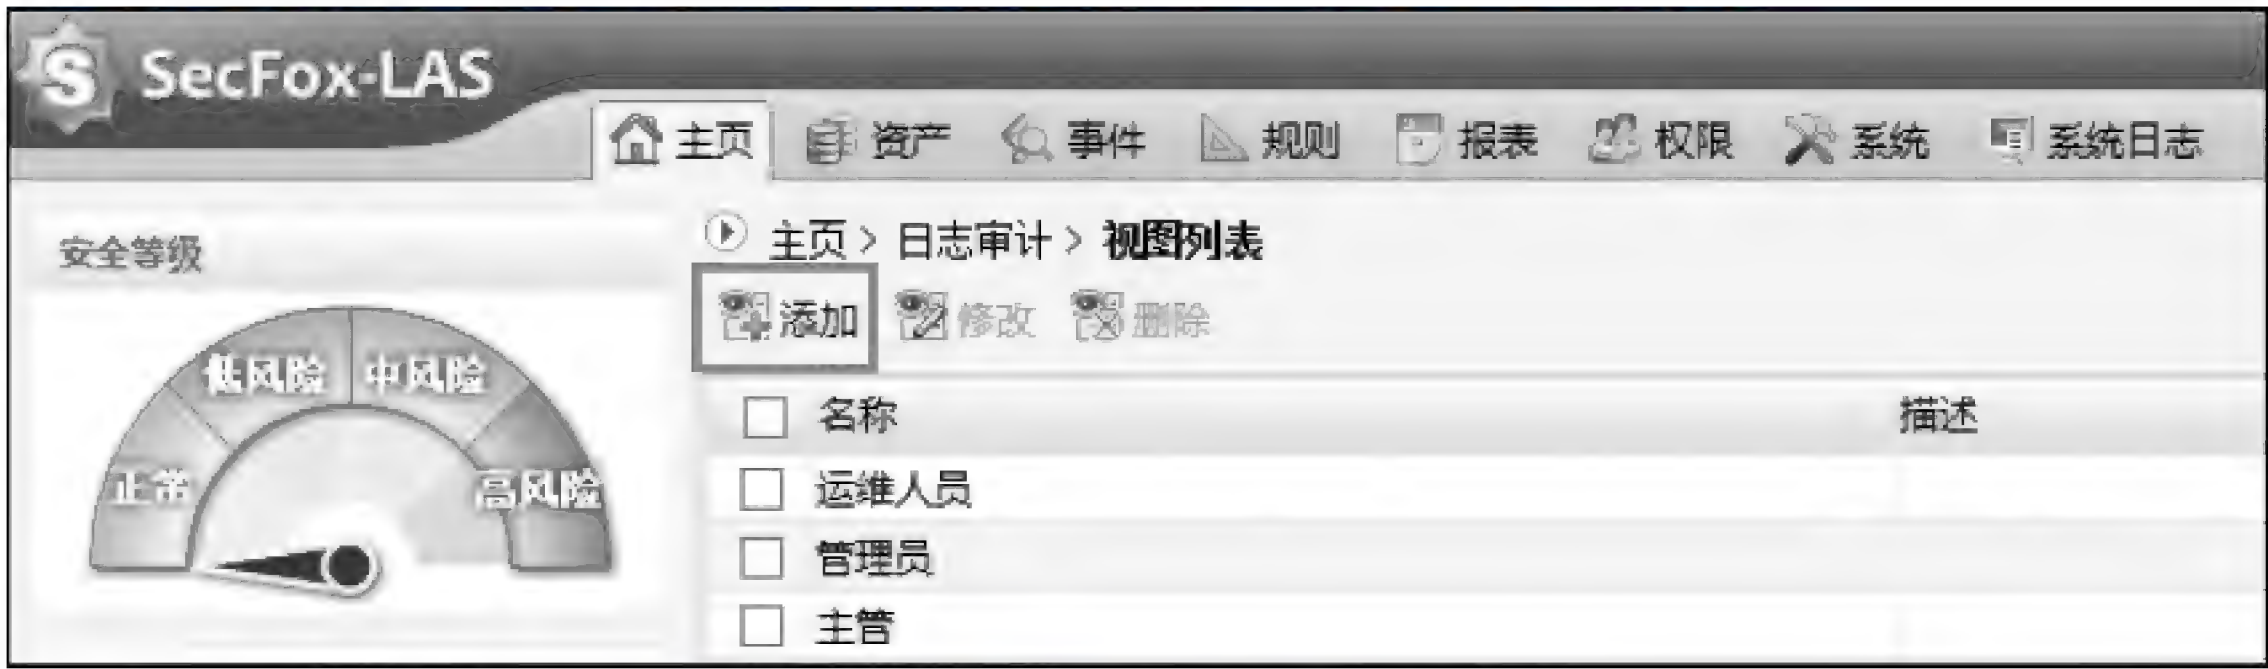 SecFox-LAS
主页 资产 事件 规则 报表 权限 系统 系统日志
安全等级
主页 > 日志审计 > 视图列表
添加 修改 删除
低风险 中风险
正常 高风险
名称 描述
运维人员
管理员
主管